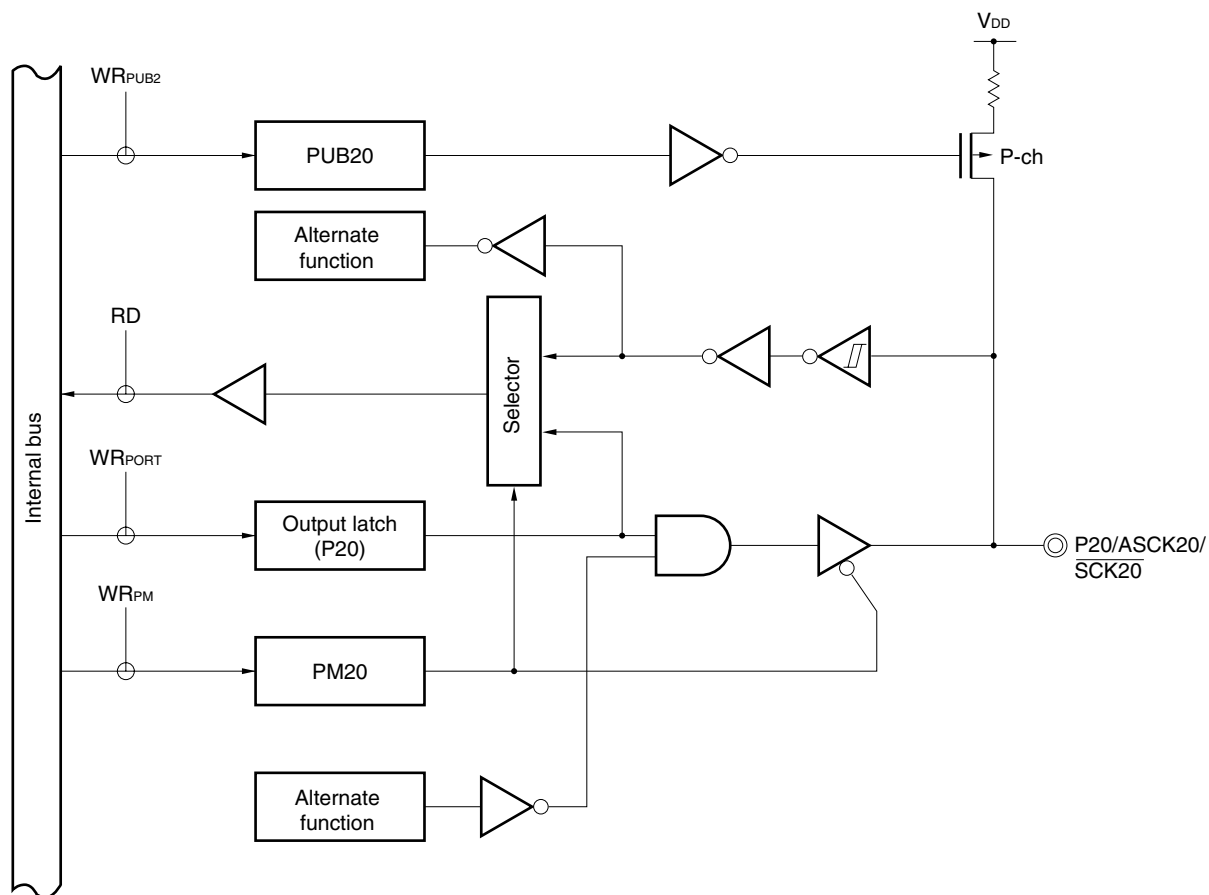 VDD
WRPUB2
PUB20
P-ch
Alternate
function
RD
Selector
Internal bus
WRPORT
Output latch
(P20)
P20/ASCK20/
SCK20
WRPM
PM20
Alternate
function